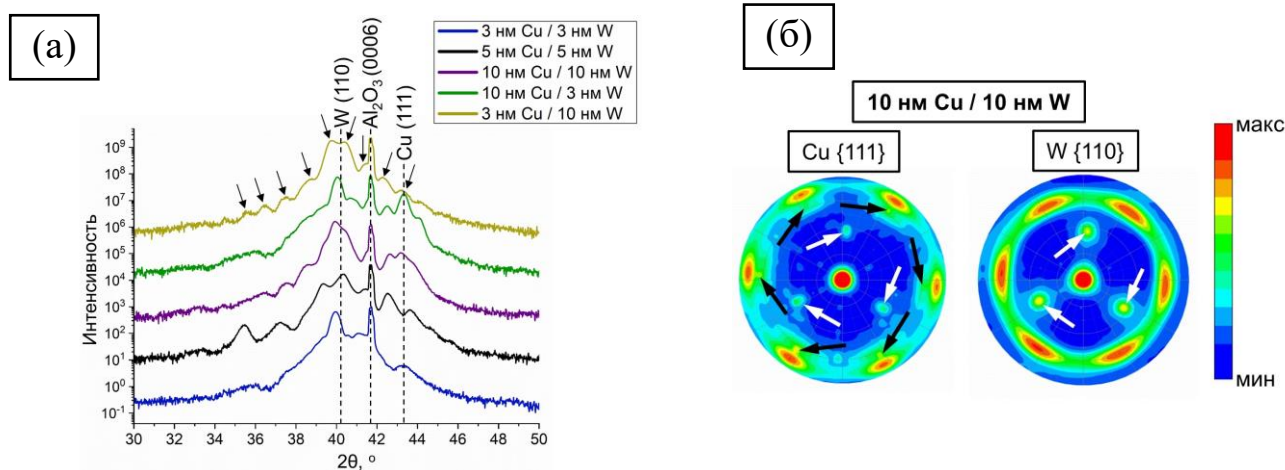 (а)
3 нм Cu / 3 нм W
5 нм Cu / 5 нм W
10 нм Cu / 10 нм W
10 нм Cu / 3 нм W
3 нм Cu / 10 нм W
W (110)
Al₂O₃ (0006)
Cu (111)
Интенсивность
10⁹
10⁸
10⁷
10⁶
10⁵
10⁴
10³
10²
10¹
10⁰
10⁻¹
30 32 34 36 38 40 42 44 46 48 50
2θ, °
(б)
10 нм Cu / 10 нм W
Cu {111}
W {110}
макс
мин